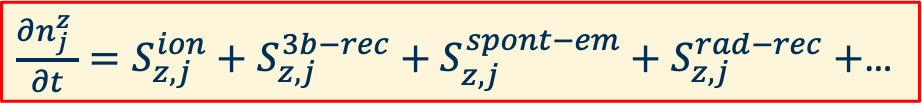 ∂n_j^z/∂t = S_{z,j}^{ion} + S_{z,j}^{3b−rec} + S_{z,j}^{spont−em} + S_{z,j}^{rad−rec} +...